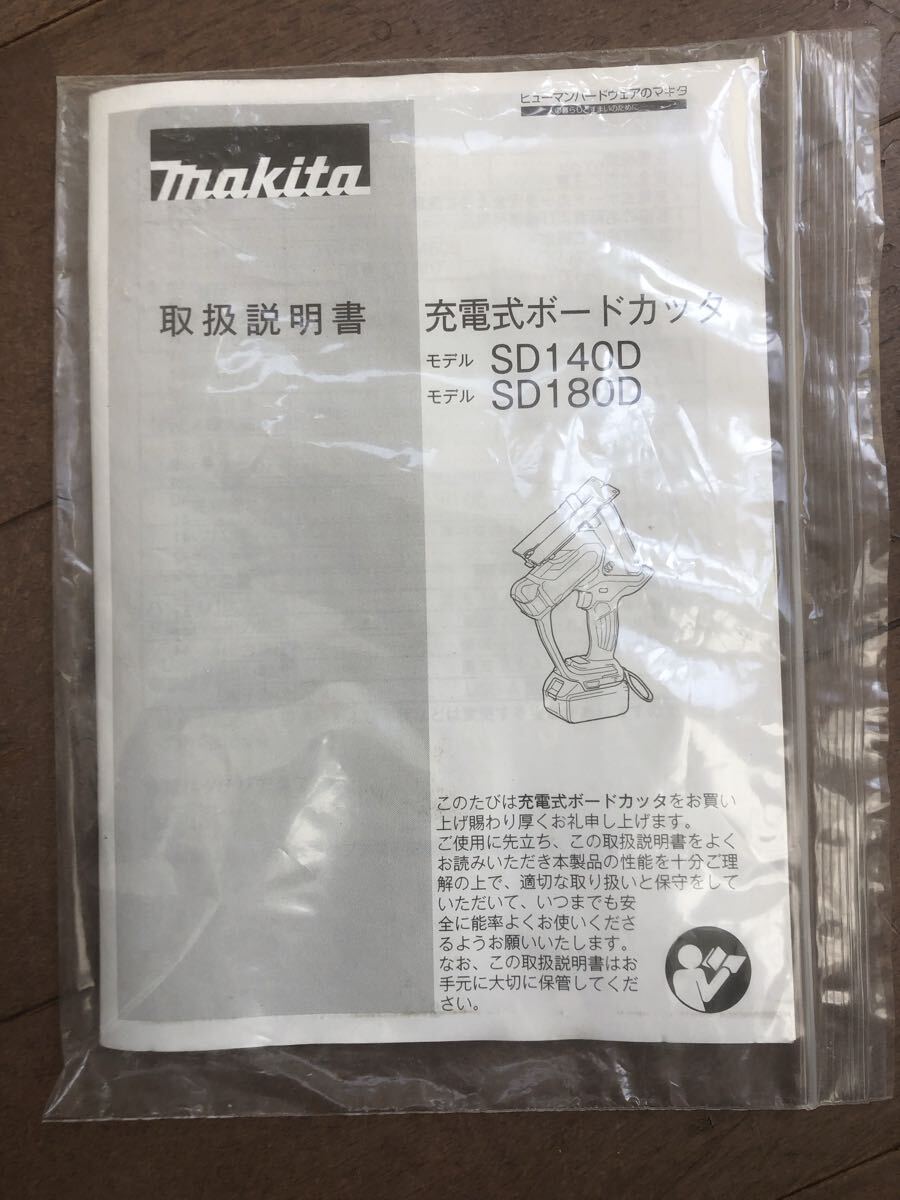 ヒューマンハードウェアのマキタ
makita
取扱説明書
充電式ボードカッタ
モデル SD140D
モデル SD180D
このたびは充電式ボードカッタをお買い
上げ賜わり厚くお礼申し上げます。
ご使用に先立ち、この取扱説明書をよく
お読みいただき本製品の性能を十分ご理
解の上で、適切な取り扱いと保守をして
いただいて、いつまでも安
全に能率よくお使いくださ
るようお願いいたします。
なお、この取扱説明書はお
手元に大切に保管してくだ
さい。